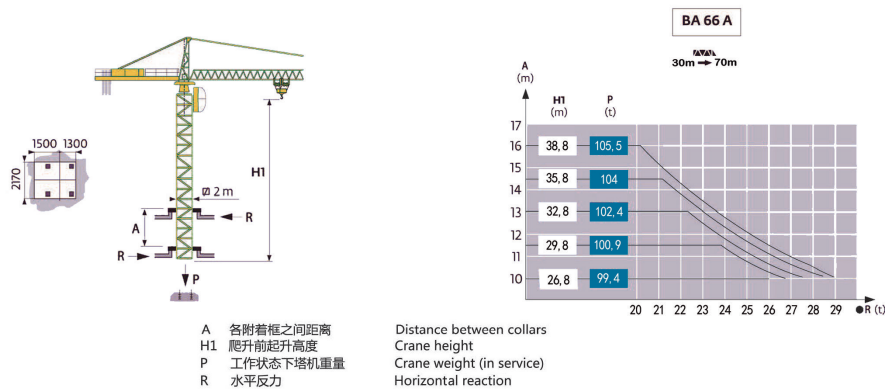 BA 66 A
30m 70m
1500 1300
2170
2 m
H1
A
R
R
P
A
(m)
H1
(m)
P
(t)
17
16 38,8 105,5
15
35,8 104
14
13 32,8 102,4
12
29,8 100,9
11
10 26,8 99,4
20 21 22 23 24 25 26 27 28 29 R (t)
A 各附着框之间距离 Distance between collars
H1 爬升前起升高度 Crane height
P 工作状态下塔机重量 Crane weight (in service)
R 水平反力 Horizontal reaction